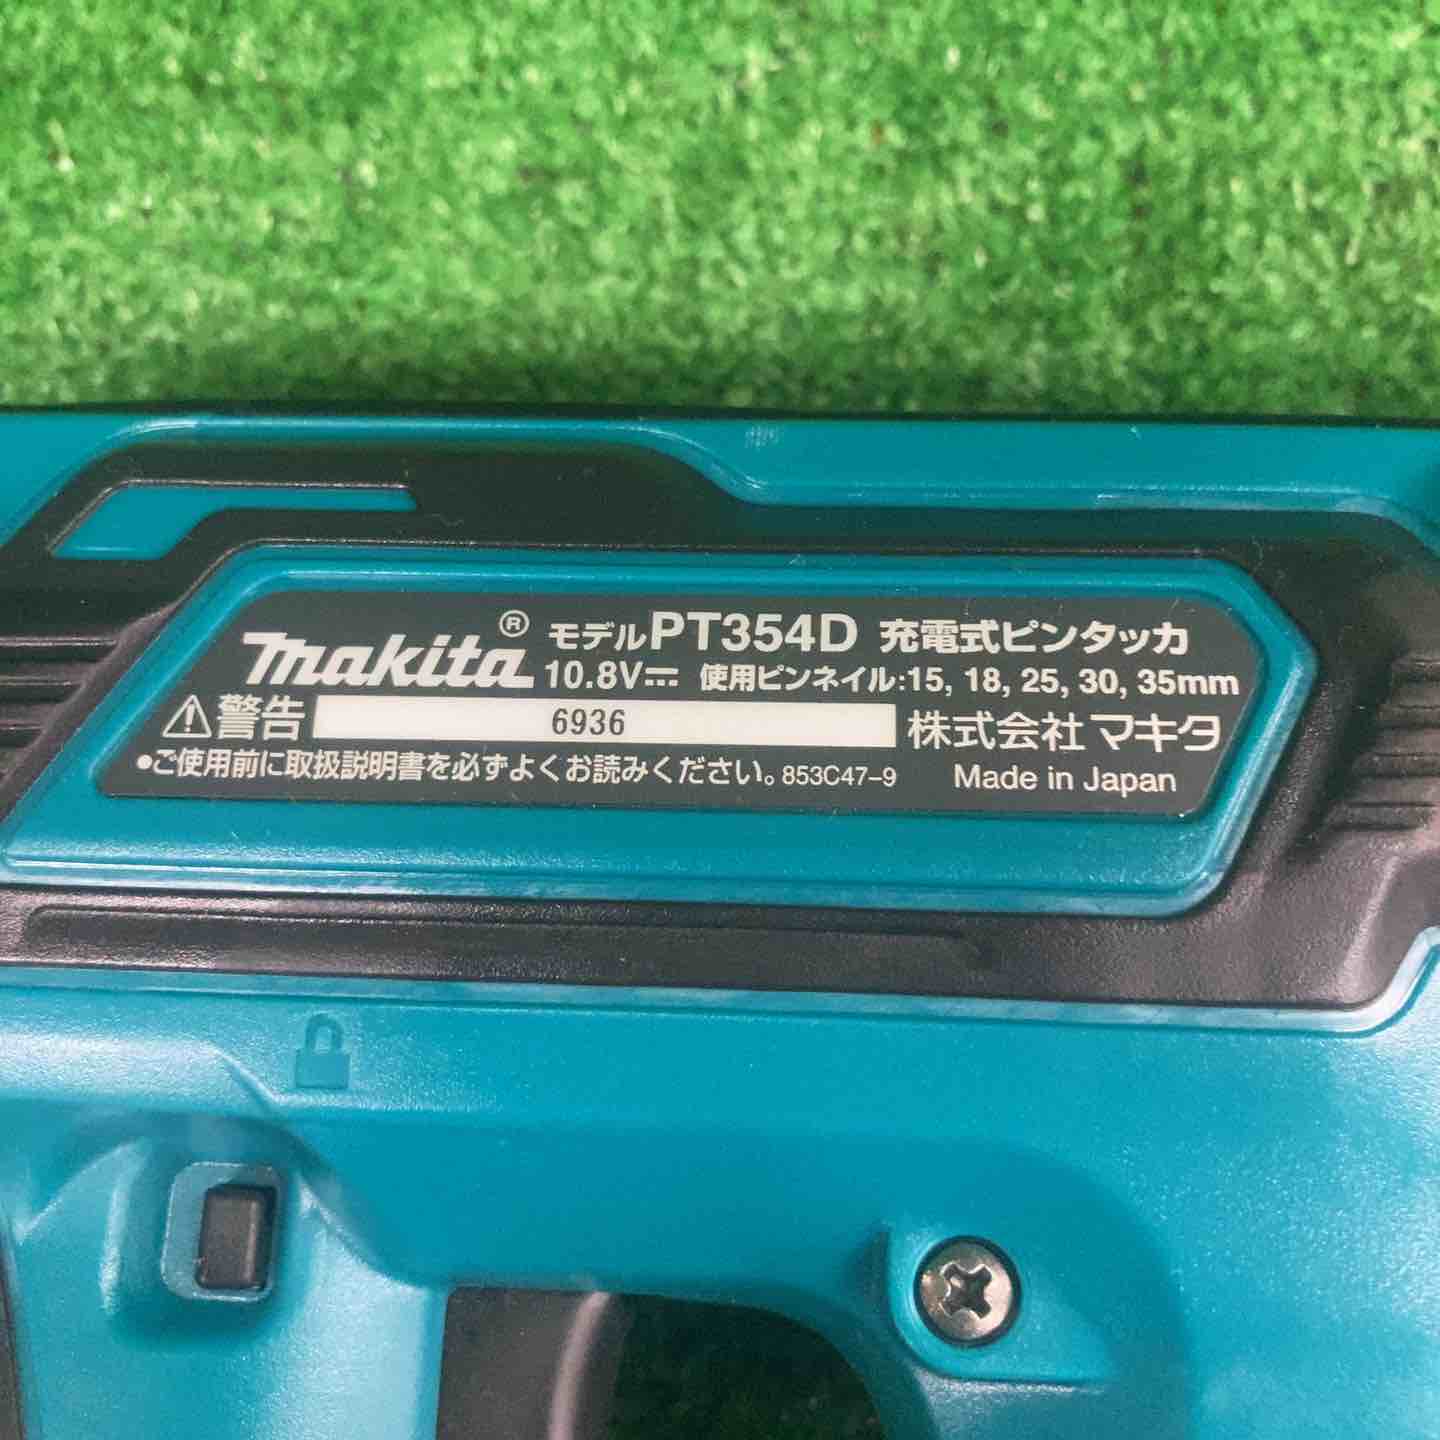 makita® モデルPT354D 充電式ピンタッカ
10.8V⎓ 使用ピンネイル:15, 18, 25, 30, 35mm
⚠警告 6936 株式会社マキタ
●ご使用前に取扱説明書を必ずよくお読みください。853C47-9 Made in Japan